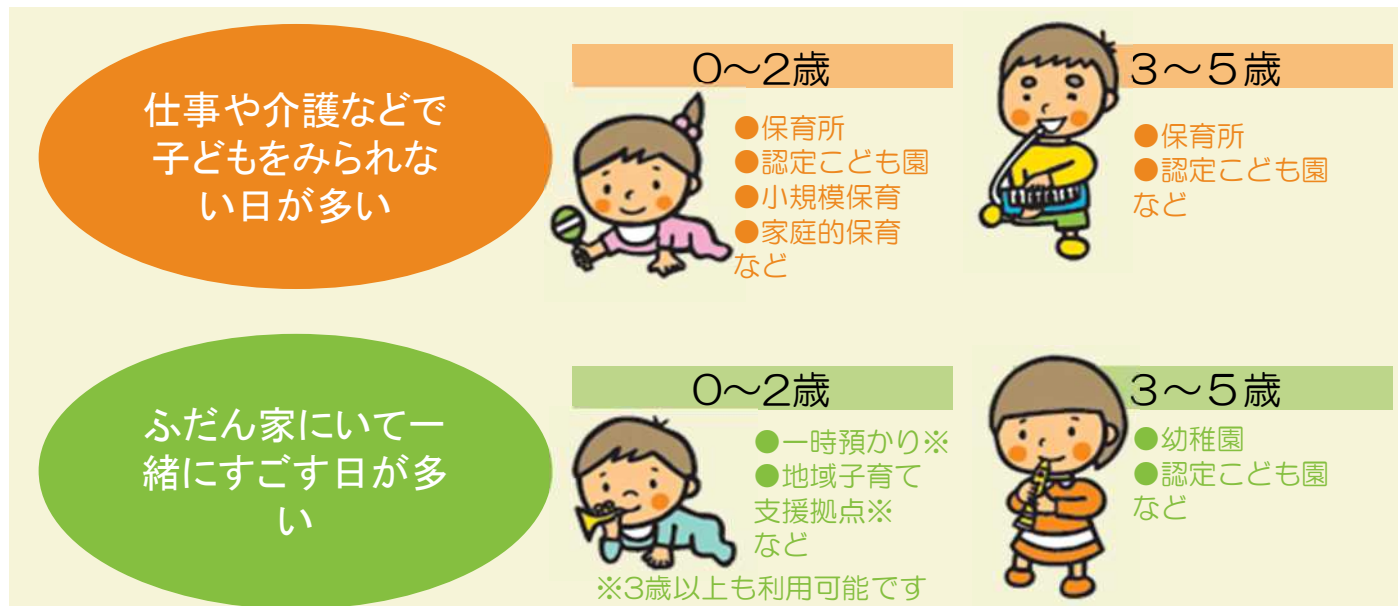 仕事や介護などで
子どもをみられな
い日が多い
０～２歳
●保育所
●認定こども園
●小規模保育
●家庭的保育
など
３～５歳
●保育所
●認定こども園
など
ふだん家にいて一
緒にすごす日が多
い
０～２歳
●一時預かり※
●地域子育て
支援拠点※
など
※3歳以上も利用可能です
３～５歳
●幼稚園
●認定こども園
など